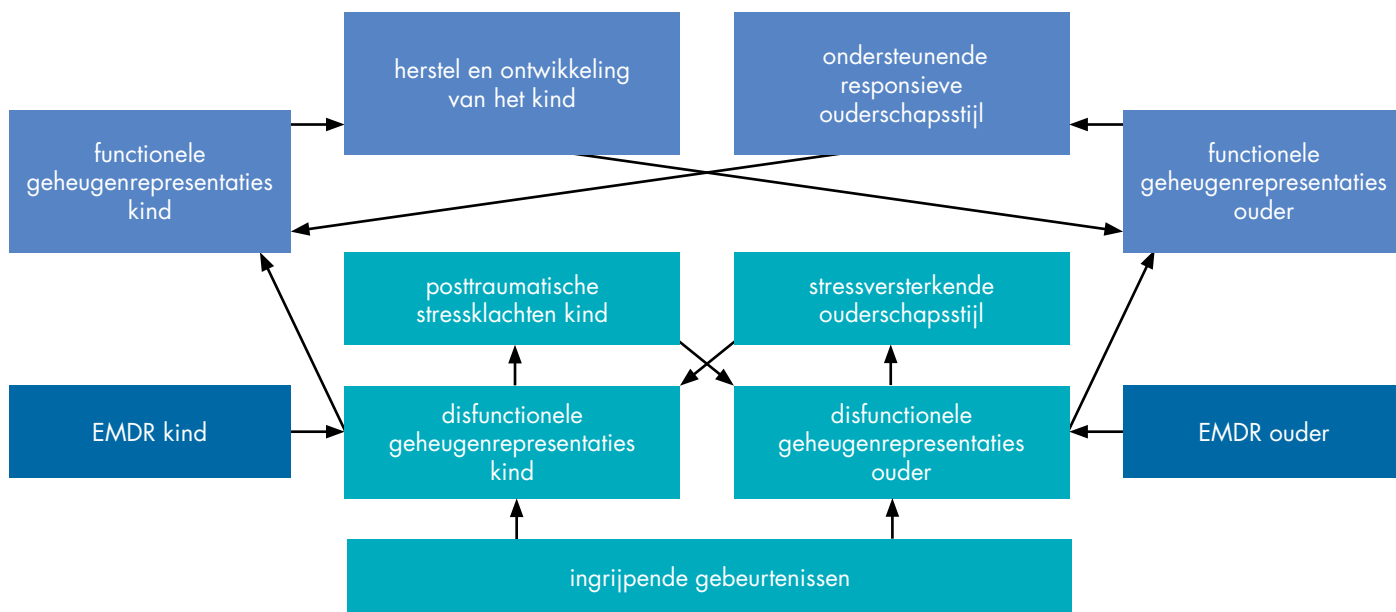 herstel en ontwikkeling
van het kind
ondersteunende
responsieve
ouderschapsstijl
functionele
geheugenrepresentaties
kind
functionele
geheugenrepresentaties
ouder
posttraumatische
stressklachten kind
stressversterkende
ouderschapsstijl
EMDR kind
disfunctionele
geheugenrepresentaties
kind
disfunctionele
geheugenrepresentaties
ouder
EMDR ouder
ingrijpende gebeurtenissen